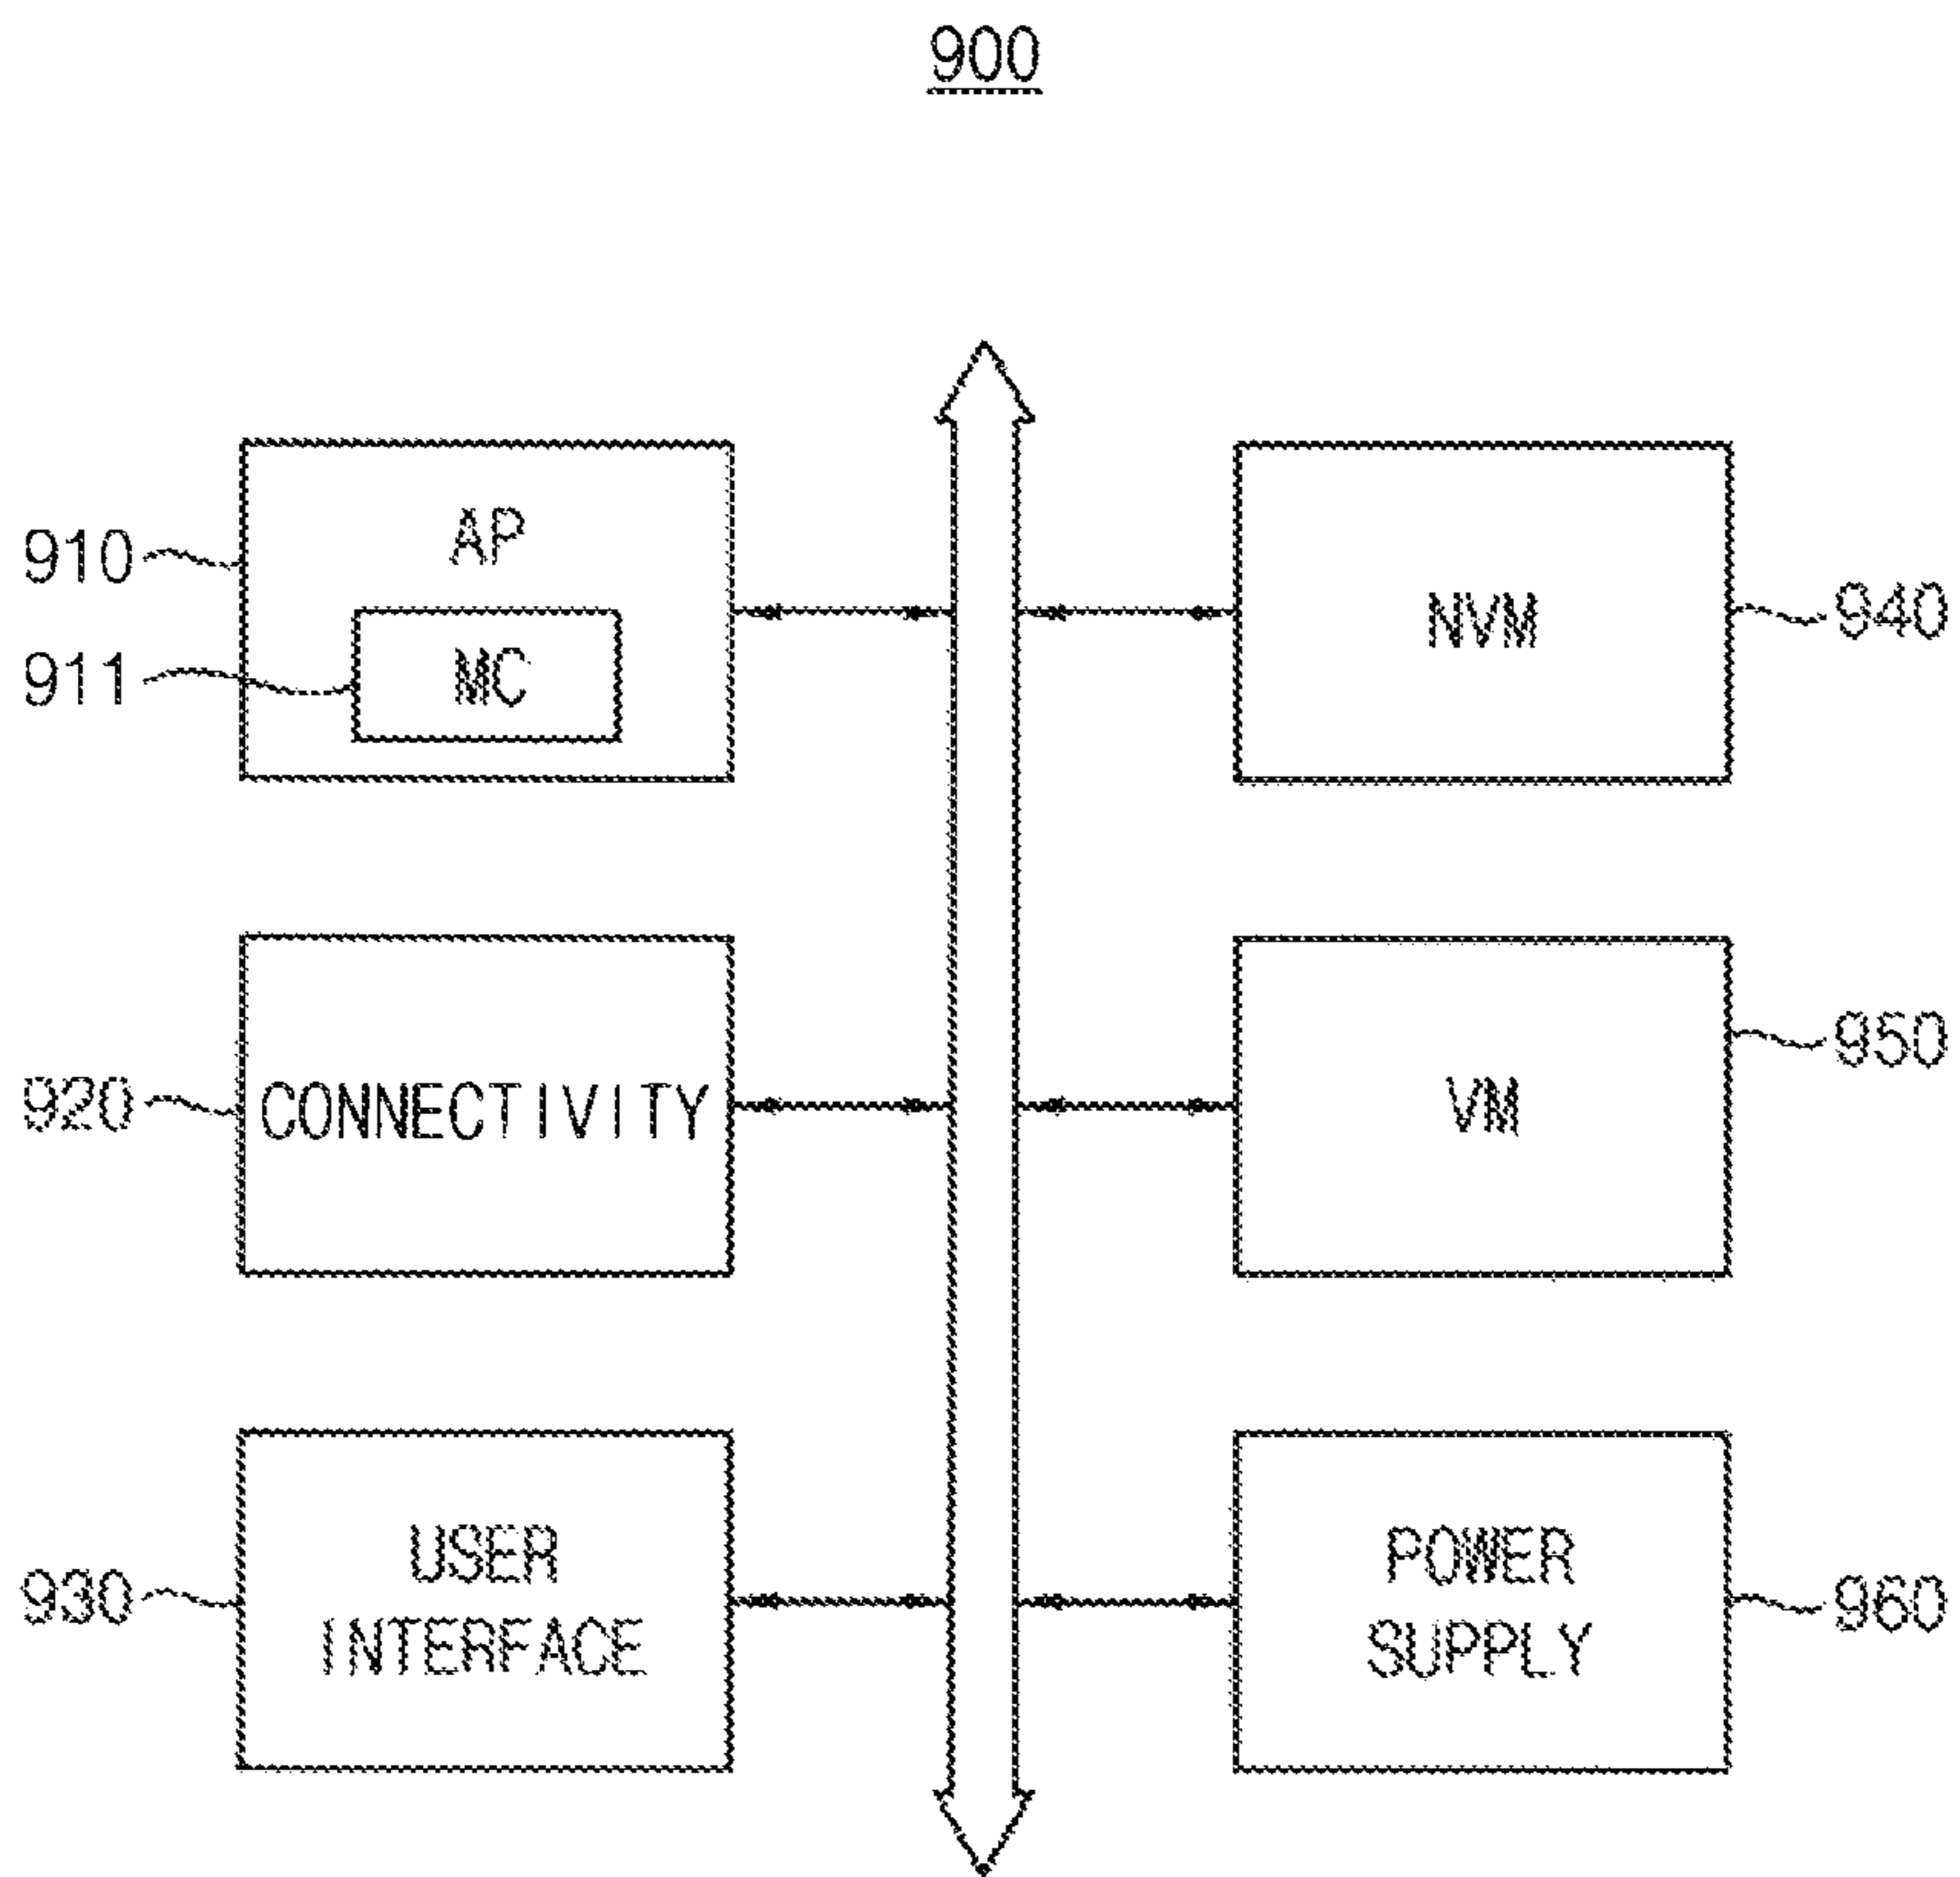 900
910
AP
911
MC
NVM
940
920
CONNECTIVITY
VM
950
930
USER
INTERFACE
POWER
SUPPLY
960